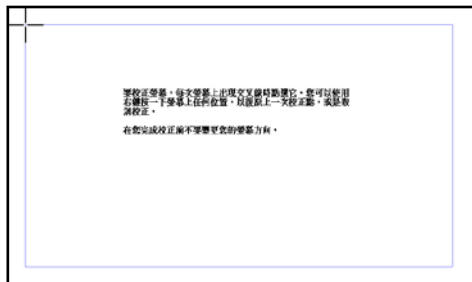 要校正螢幕，每次螢幕上出現交叉線時點選它。您可以使用
右鍵按一下螢幕上任何位置，以復原上一次校正點，或是取
消校正。
在您完成校正前不要變更您的螢幕方向。